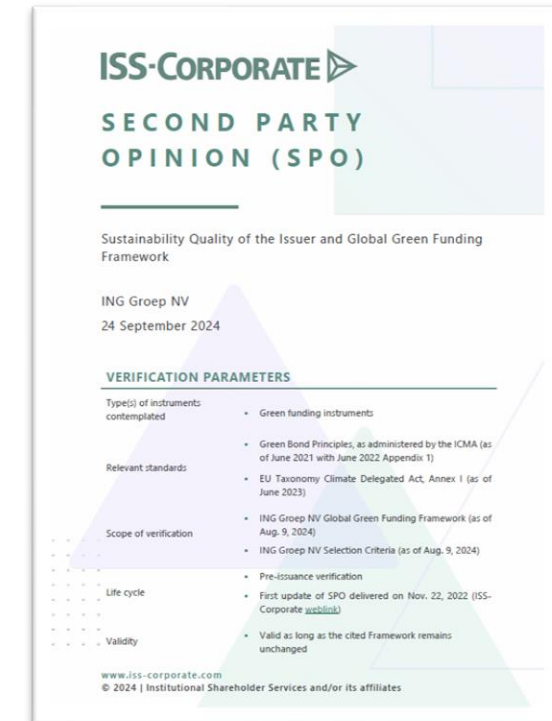 ISS-CORPORATE
SECOND PARTY
OPINION (SPO)
Sustainability Quality of the Issuer and Global Green Funding
Framework
ING Groep NV
24 September 2024
VERIFICATION PARAMETERS
Type(s) of instruments
contemplated
• Green funding instruments
Relevant standards
• Green Bond Principles, as administered by the ICMA (as
of June 2021 with June 2022 Appendix 1)
• EU Taxonomy Climate Delegated Act, Annex I (as of
June 2023)
Scope of verification
• ING Groep NV Global Green Funding Framework (as of
Aug. 9, 2024)
• ING Groep NV Selection Criteria (as of Aug. 9, 2024)
Life cycle
• Pre-issuance verification
• First update of SPO delivered on Nov. 22, 2022 (ISS-
Corporate weblink)
Validity
• Valid as long as the cited Framework remains
unchanged
www.iss-corporate.com
© 2024 | Institutional Shareholder Services and/or its affiliates